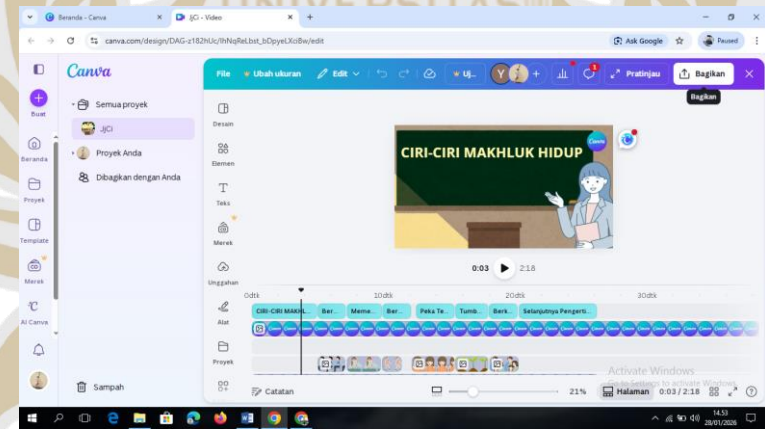 Beranda - Canva
JjCi - Video
canva.com/design/DAG-z182hUc/lhNqReLbst_bDpyeLXciBw/edit
Ask Google
Paused
Canva
File
Ubah ukuran
Edit
Uj...
Pratinjau
Bagikan
Bagikan
Buat
Beranda
Proyek
Template
Merek
AI Canva
Semua proyek
JjCi
Proyek Anda
Dibagikan dengan Anda
Sampah
Desain
Elemen
Teks
Merek
Unggahan
Alat
Proyek
CIRI-CIRI MAKHLUK HIDUP
Canva
0:03 2:18
0dtk 10dtk 20dtk 30dtk
CIRI-CIRI MAKHL... Ber... Meme... Ber... Peka Te... Tumb... Berk... Selanjutnya Pengerti...
Catatan
21%
Halaman
0:03 / 2:18
Activate Windows
Go to Settings to activate Windows.
14.53
28/01/2026